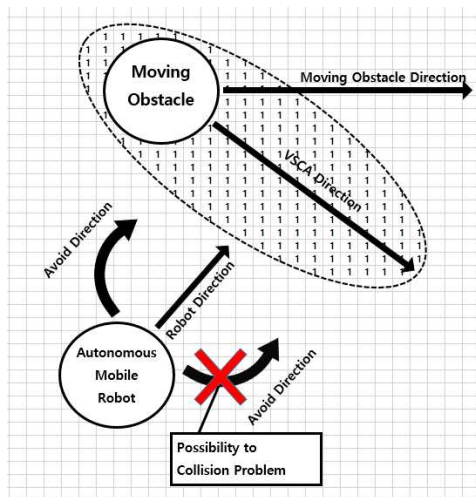 Moving
Obstacle
Moving Obstacle Direction
VSCA Direction
Avoid Direction
Robot Direction
Autonomous
Mobile
Robot
Avoid Direction
Possibility to
Collision Problem